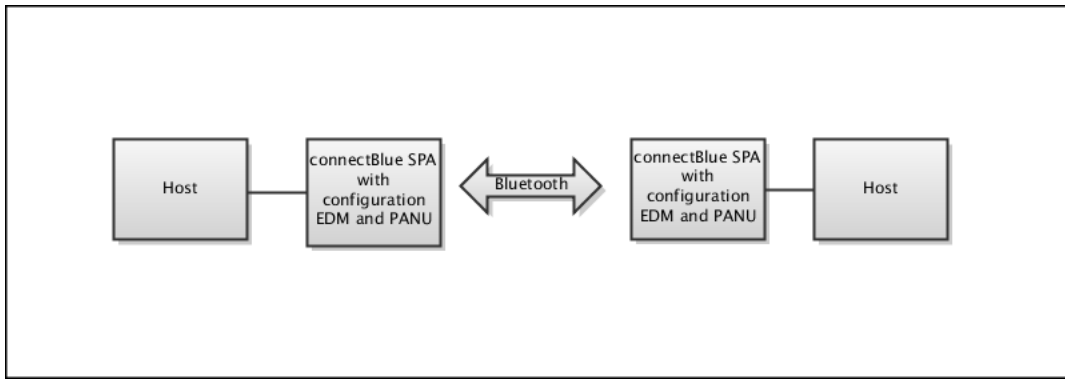 Host
connectBlue SPA
with
configuration
EDM and PANU
Bluetooth
connectBlue SPA
with
configuration
EDM and PANU
Host